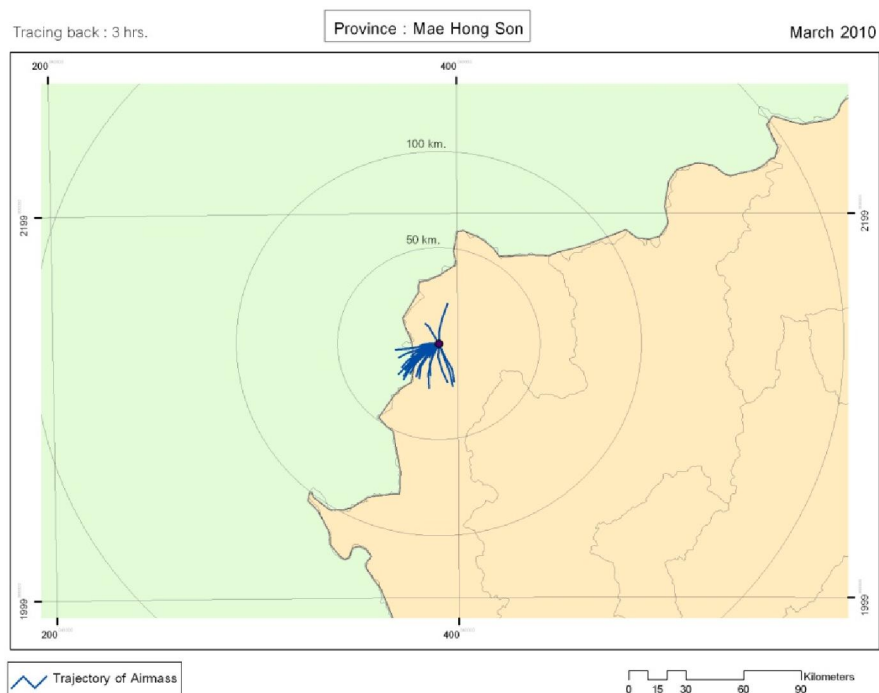 Tracing back : 3 hrs.
Province : Mae Hong Son
March 2010
200
400
100 km.
2199
2199
50 km.
1999
1999
200
400
Trajectory of Airmass
Kilometers
0 15 30 60 90